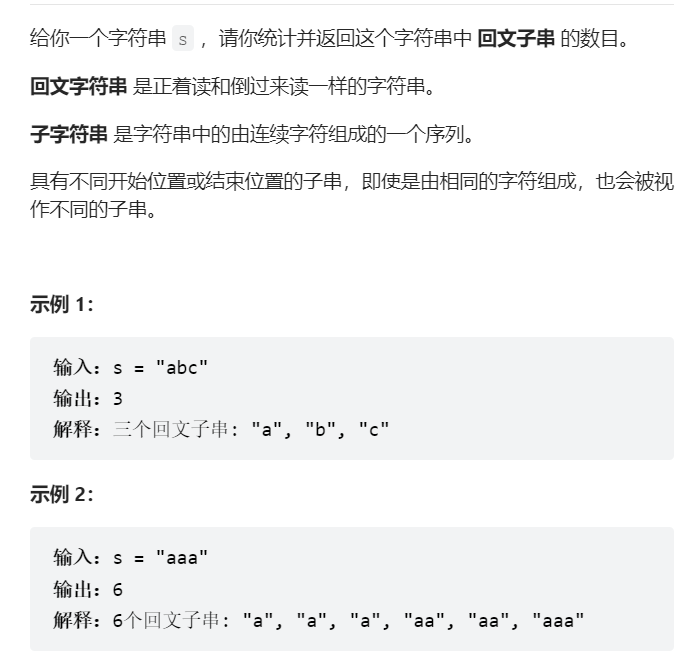 给你一个字符串 s ，请你统计并返回这个字符串中 回文子串 的数目。
回文字符串 是正着读和倒过来读一样的字符串。
子字符串 是字符串中的由连续字符组成的一个序列。
具有不同开始位置或结束位置的子串，即使是由相同的字符组成，也会被视
作不同的子串。
示例 1：
输入：s = "abc"
输出：3
解释：三个回文子串: "a", "b", "c"
示例 2：
输入：s = "aaa"
输出：6
解释：6个回文子串: "a", "a", "a", "aa", "aa", "aaa"